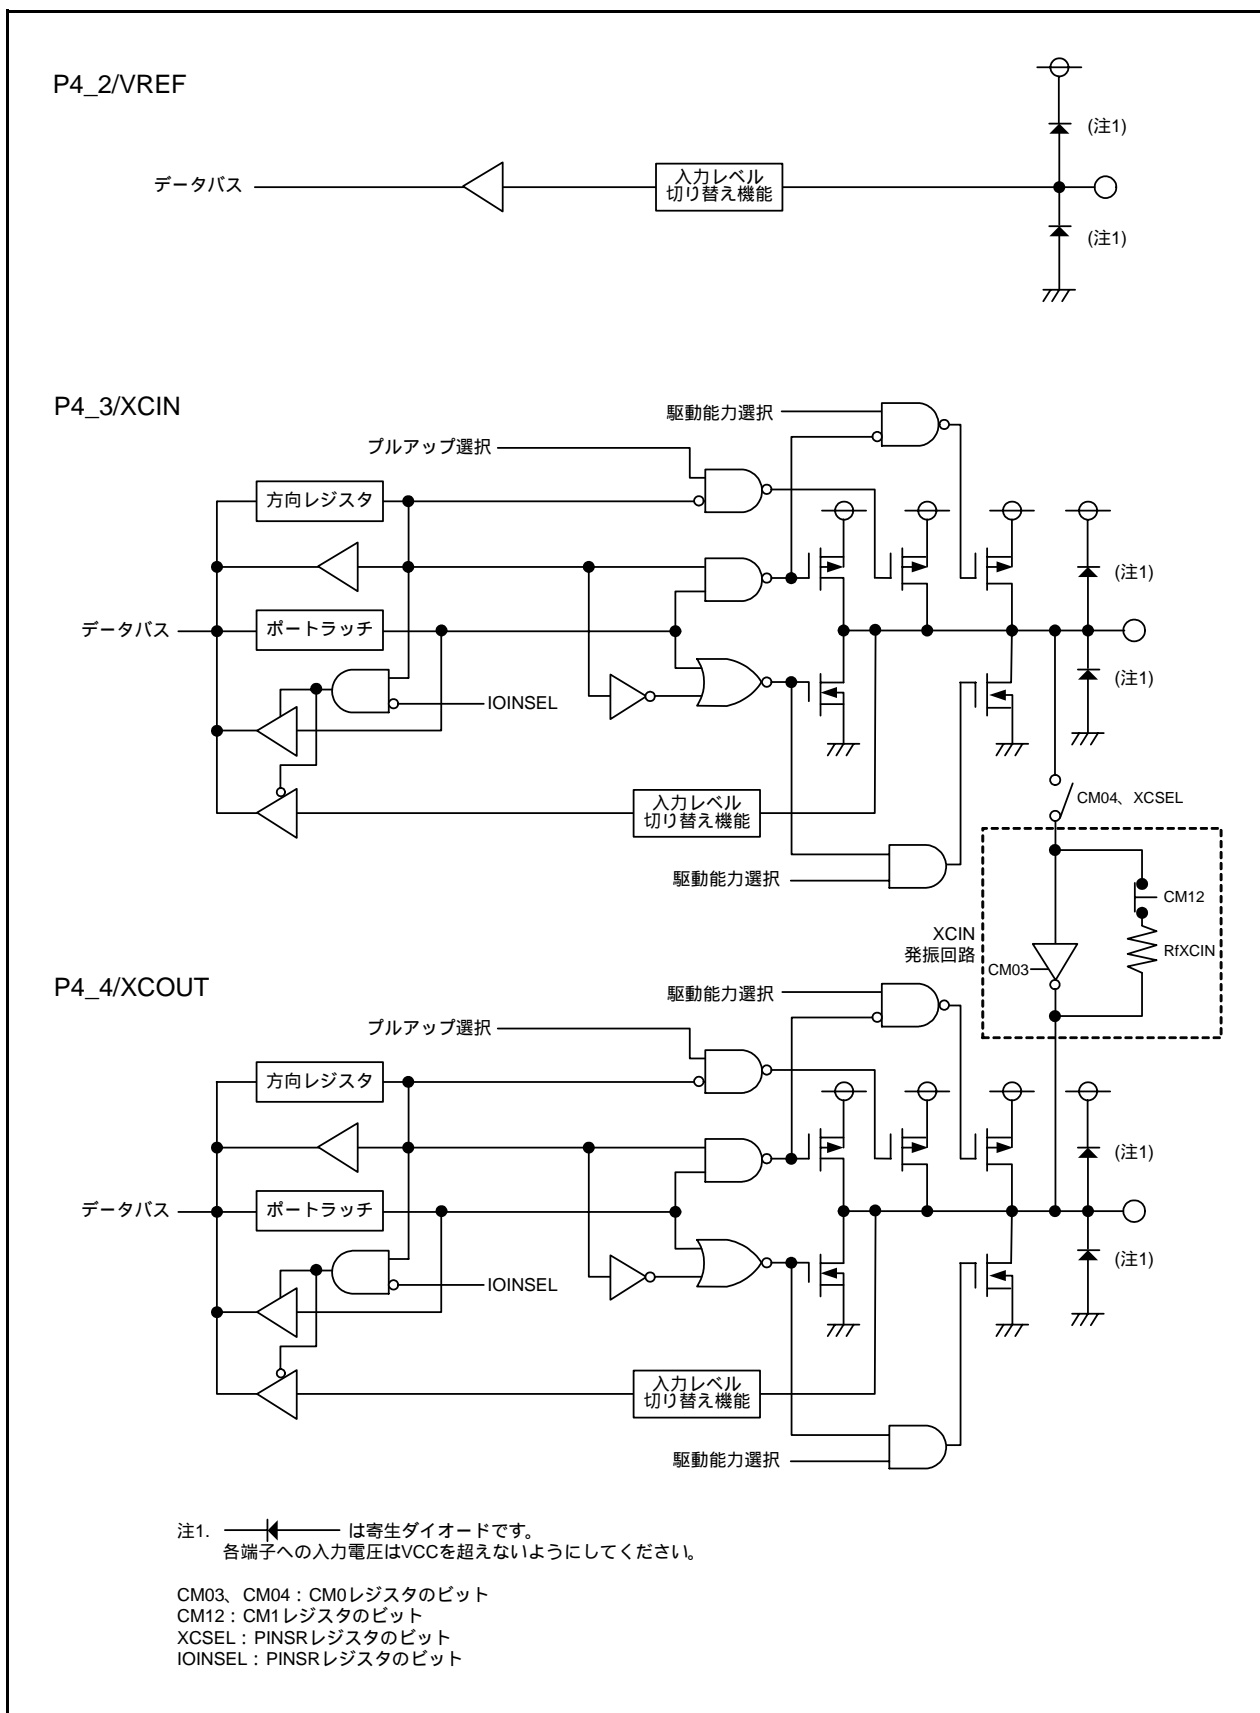 P4_2/VREF
(注1)
データバス
入力レベル
切り替え機能
(注1)
P4_3/XCIN
駆動能力選択
プルアップ選択
方向レジスタ
(注1)
データバス
ポートラッチ
(注1)
IOINSEL
入力レベル
切り替え機能
CM04、XCSEL
駆動能力選択
CM12
XCIN
発振回路
CM03
RfXCIN
P4_4/XCOUT
駆動能力選択
プルアップ選択
方向レジスタ
(注1)
データバス
ポートラッチ
(注1)
IOINSEL
入力レベル
切り替え機能
駆動能力選択
注1. は寄生ダイオードです。
各端子への入力電圧はVCCを超えないようにしてください。
CM03、CM04：CM0レジスタのビット
CM12：CM1レジスタのビット
XCSEL：PINSRレジスタのビット
IOINSEL：PINSRレジスタのビット